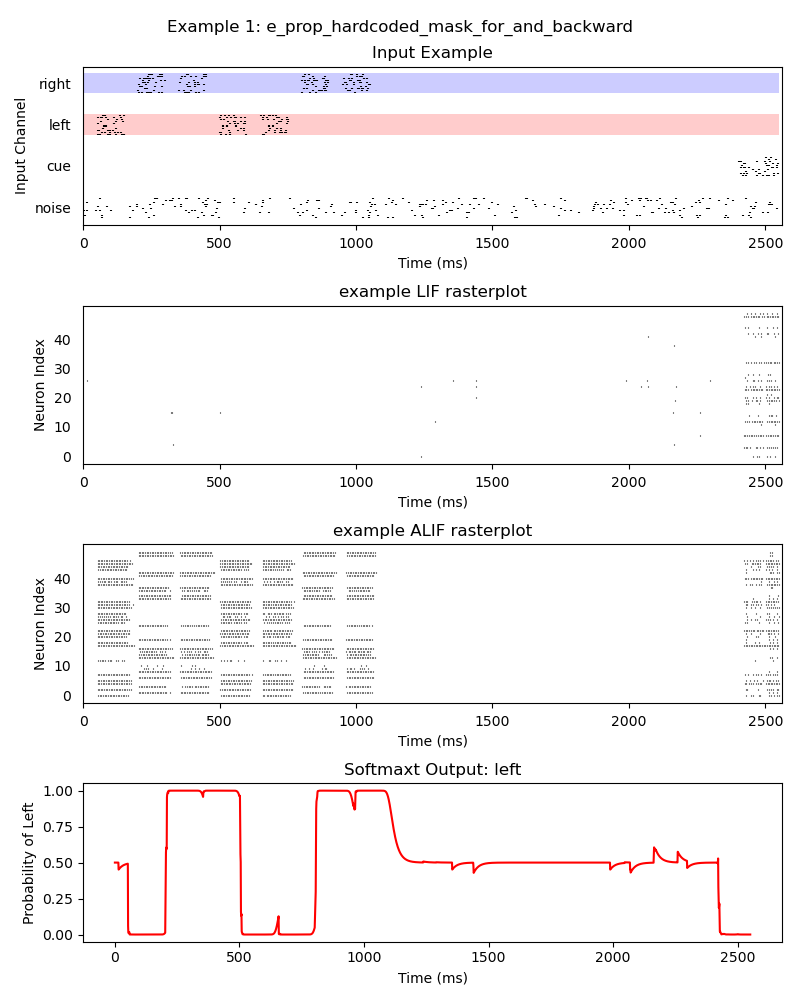 Example 1: e_prop_hardcoded_mask_for_and_backward
Input Example
Input Channel
right
left
cue
noise
0 500 1000 1500 2000 2500
Time (ms)
example LIF rasterplot
Neuron Index
40
30
20
10
0
0 500 1000 1500 2000 2500
Time (ms)
example ALIF rasterplot
Neuron Index
40
30
20
10
0
0 500 1000 1500 2000 2500
Time (ms)
Softmaxt Output: left
Probability of Left
1.00
0.75
0.50
0.25
0.00
0 500 1000 1500 2000 2500
Time (ms)